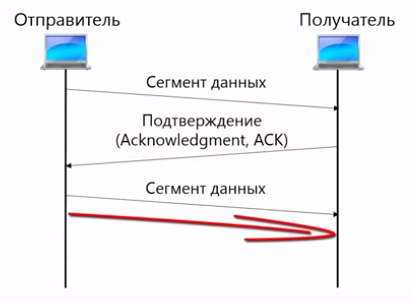 Отправитель
Получатель
Сегмент данных
Подтверждение
(Acknowledgment, ACK)
Сегмент данных